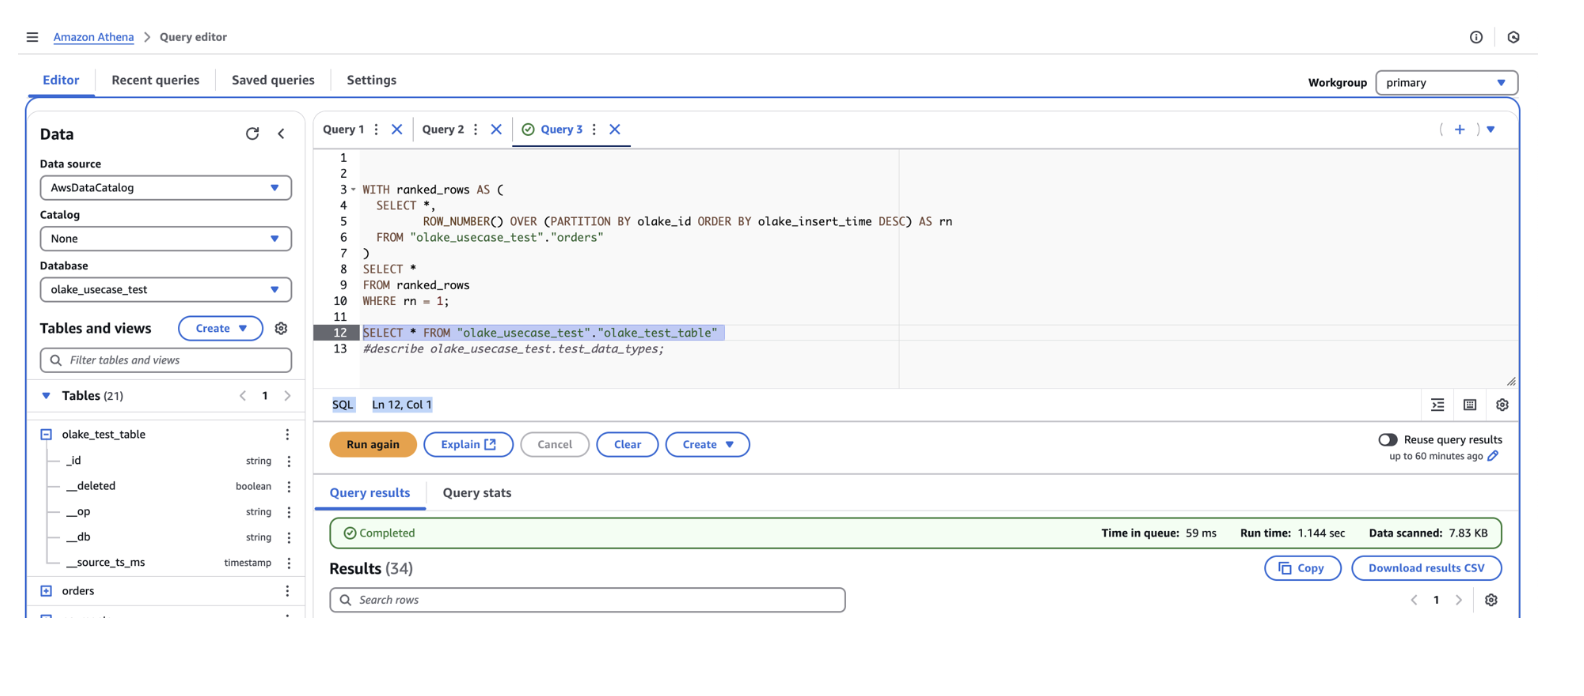 Amazon Athena > Query editor
Editor Recent queries Saved queries Settings
Workgroup primary
Data
Data source
AwsDataCatalog
Catalog
None
Database
olake_usecase_test
Tables and views Create
Filter tables and views
Tables (21) < 1 >
olake_test_table
_id string
__deleted boolean
__op string
__db string
__source_ts_ms timestamp
orders
Query 1 Query 2 Query 3
1
2
3 WITH ranked_rows AS (
4 SELECT *,
5 ROW_NUMBER() OVER (PARTITION BY olake_id ORDER BY olake_insert_time DESC) AS rn
6 FROM "olake_usecase_test"."orders"
7 )
8 SELECT *
9 FROM ranked_rows
10 WHERE rn = 1;
11
12 SELECT * FROM "olake_usecase_test"."olake_test_table"
13 #describe olake_usecase_test.test_data_types;
SQL Ln 12, Col 1
Run again Explain Cancel Clear Create
Reuse query results
up to 60 minutes ago
Query results Query stats
Completed Time in queue: 59 ms Run time: 1.144 sec Data scanned: 7.83 KB
Results (34) Copy Download results CSV
Search rows < 1 >